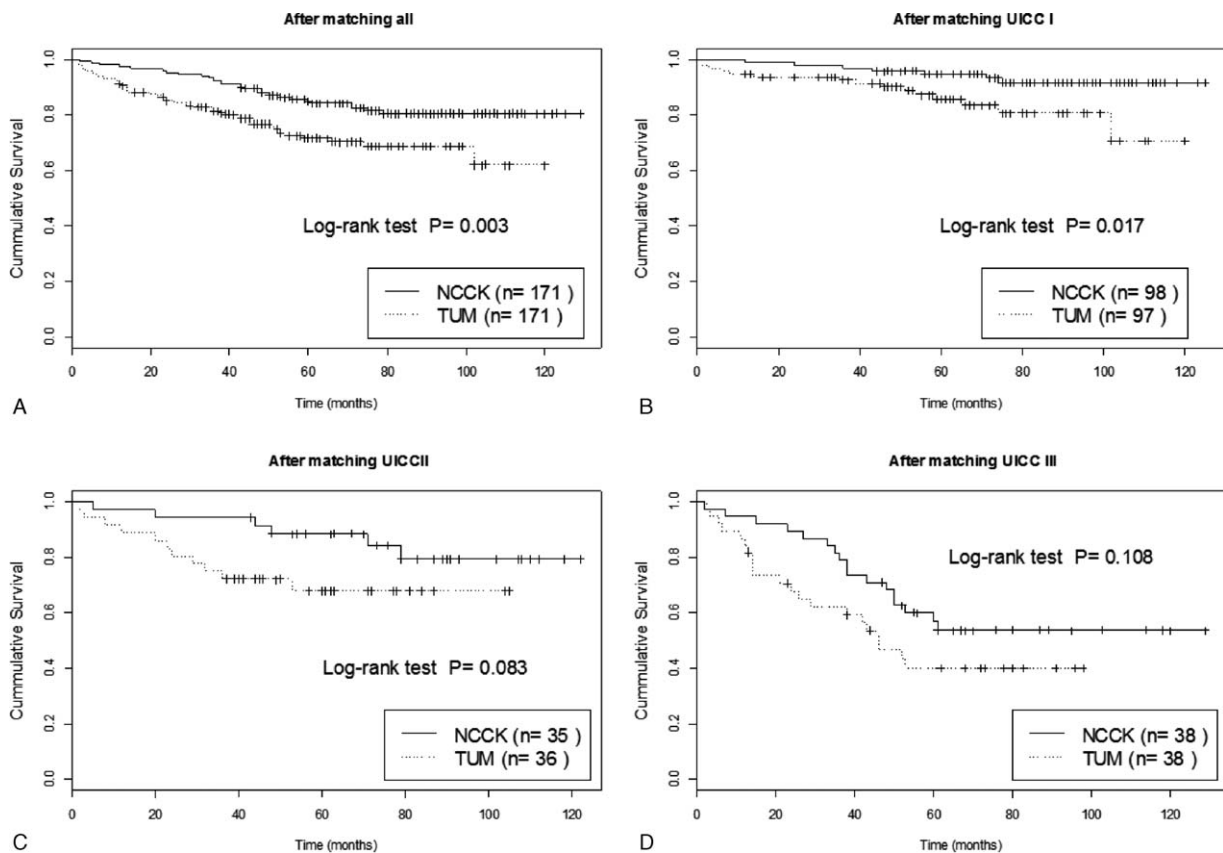 After matching all
Cummulative Survival
1.0
0.8
0.6
0.4
0.2
0.0
Log-rank test P= 0.003
NCCK (n= 171 )
TUM (n= 171 )
0 20 40 60 80 100 120
Time (months)
A
After matching UICC I
Cummulative Survival
1.0
0.8
0.6
0.4
0.2
0.0
Log-rank test P= 0.017
NCCK (n= 98 )
TUM (n= 97 )
0 20 40 60 80 100 120
Time (months)
B
After matching UICCII
Cummulative Survival
1.0
0.8
0.6
0.4
0.2
0.0
Log-rank test P= 0.083
NCCK (n= 35 )
TUM (n= 36 )
0 20 40 60 80 100 120
Time (months)
C
After matching UICC III
Cummulative Survival
1.0
0.8
0.6
0.4
0.2
0.0
Log-rank test P= 0.108
NCCK (n= 38 )
TUM (n= 38 )
0 20 40 60 80 100 120
Time (months)
D